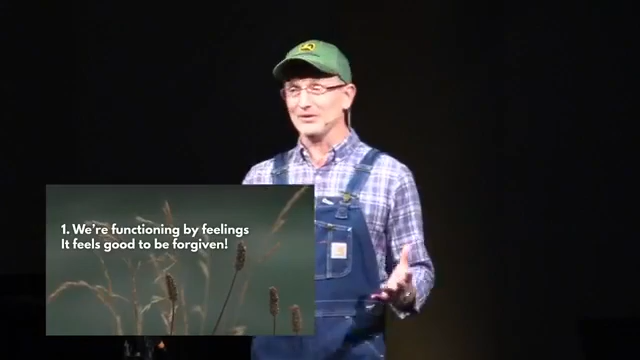 1. We're functioning by feelings
It feels good to be forgiven!